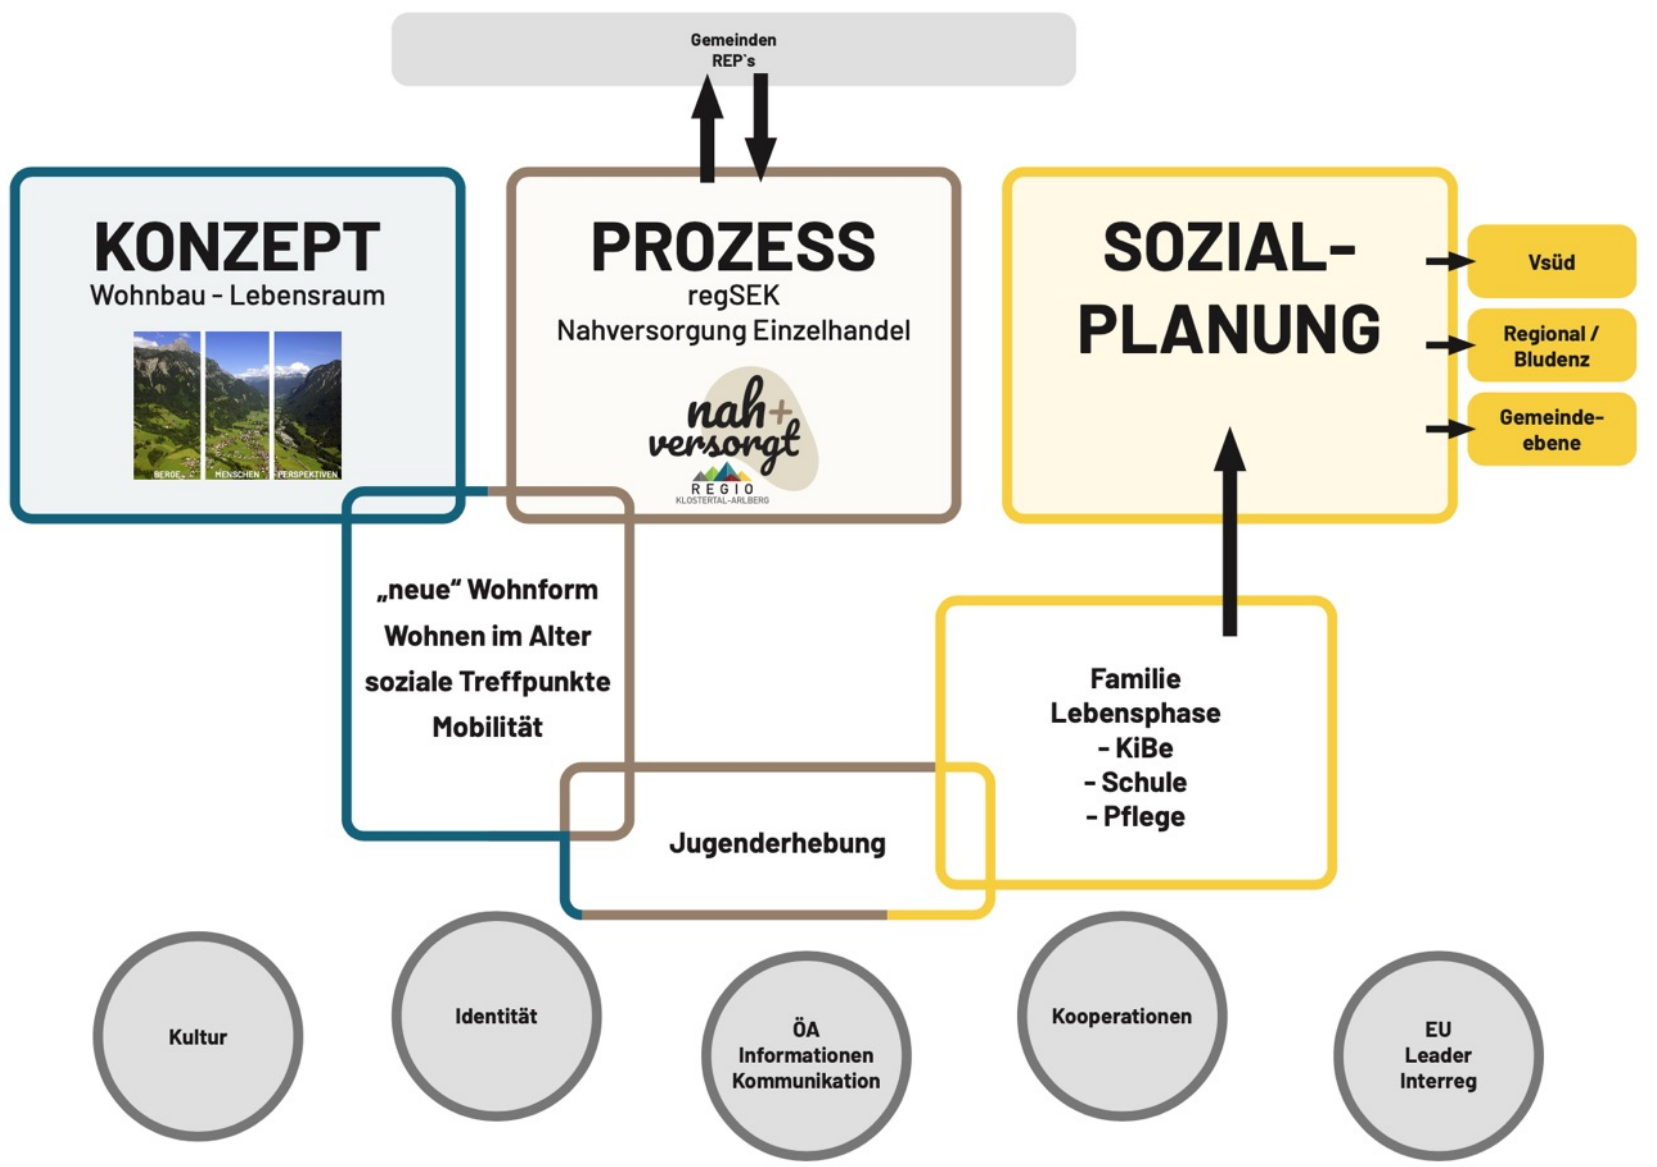 Gemeinden
REP's
KONZEPT
Wohnbau - Lebensraum
BERGE
MENSCHEN
PERSPEKTIVEN
PROZESS
regSEK
Nahversorgung Einzelhandel
nah+
versorgt
REGIO
KLOSTERTAL-ARLBERG
SOZIAL-
PLANUNG
Vsüd
Regional /
Bludenz
Gemeinde-
ebene
„neue“ Wohnform
Wohnen im Alter
soziale Treffpunkte
Mobilität
Familie
Lebensphase
- KiBe
- Schule
- Pflege
Jugenderhebung
Kultur
Identität
ÖA
Informationen
Kommunikation
Kooperationen
EU
Leader
Interreg